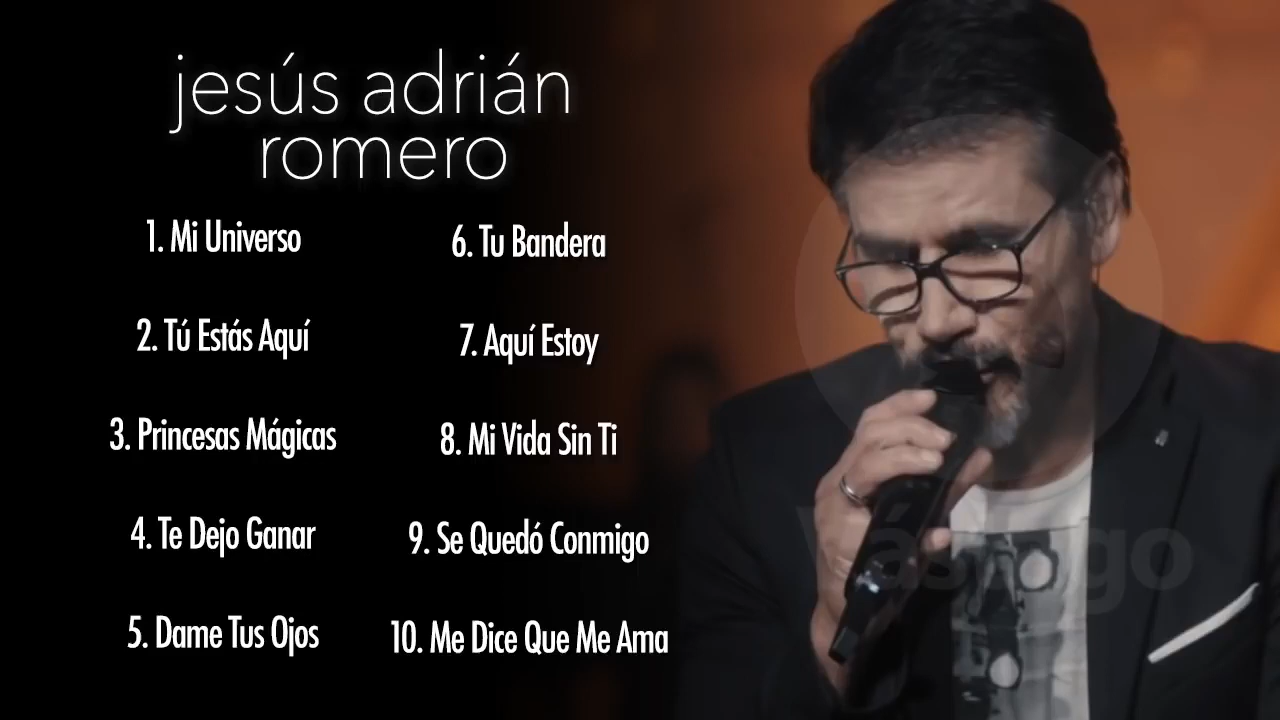 jesús adrián
romero
1. Mi Universo
2. Tú Estás Aquí
3. Princesas Mágicas
4. Te Dejo Ganar
5. Dame Tus Ojos
6. Tu Bandera
7. Aquí Estoy
8. Mi Vida Sin Ti
9. Se Quedó Conmigo
10. Me Dice Que Me Ama
Vástago